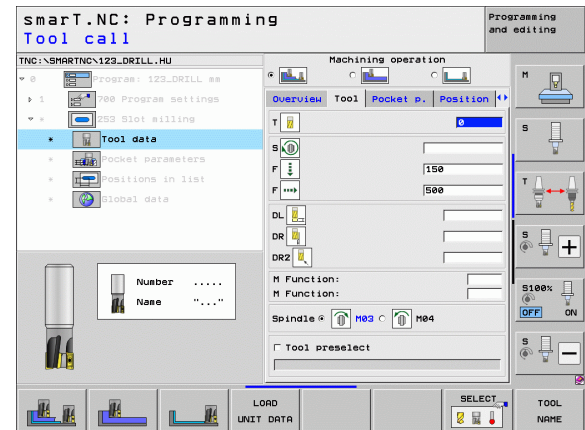 smarT.NC: Programming
Tool call
Programming and editing
TNC:\SMARTNC\123_DRILL.HU
0 Program: 123_DRILL mm
1 700 Program settings
* 253 Slot milling
* Tool data
* Pocket parameters
* Positions in list
* Global data
Number .....
Name "..."
Machining operation
Overview Tool Pocket p. Position
T 0
S
F 150
F 500
DL
DR
DR2
M Function:
M Function:
Spindle M03 M04
Tool preselect
M
S
T
S +
S100%
OFF ON
S -
LOAD UNIT DATA
SELECT
TOOL NAME